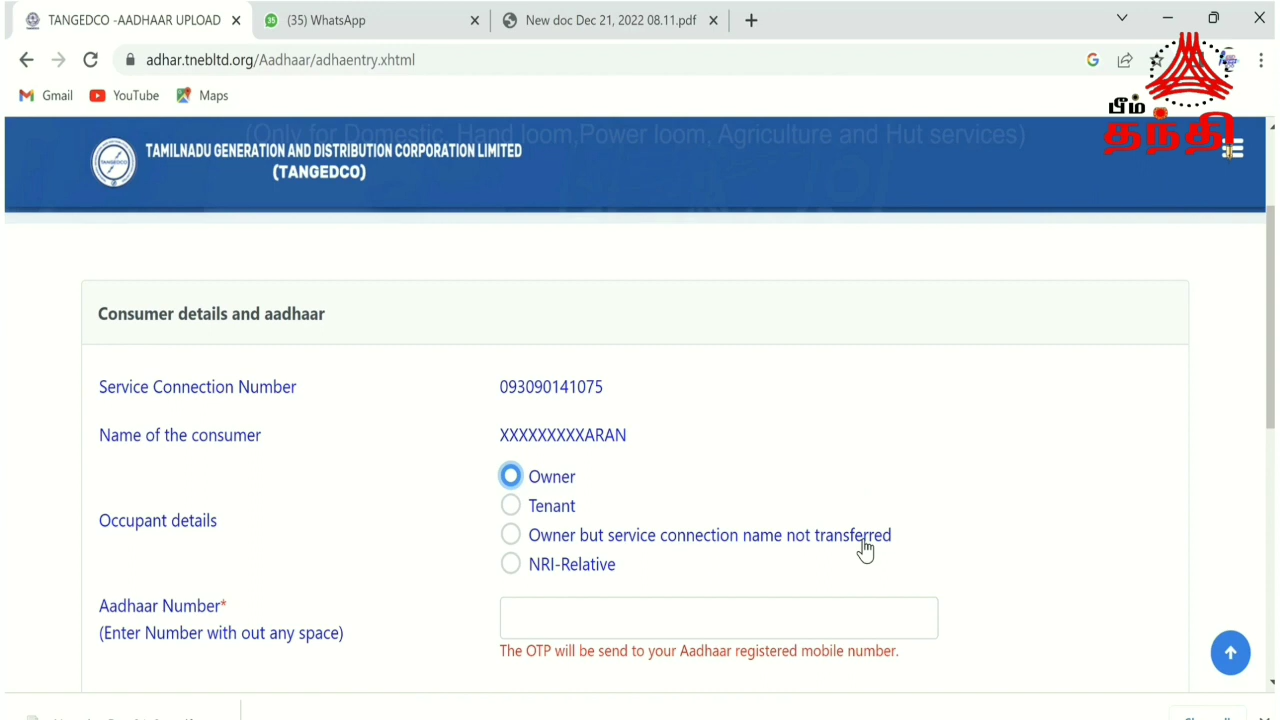 TANGEDCO -AADHAAR UPLOAD
(35) WhatsApp
New doc Dec 21, 2022 08.11.pdf
adhar.tnebltd.org/Aadhaar/adhaentry.xhtml
Gmail
YouTube
Maps
பீம்
தந்தி
(Only for Domestic, Hand loom,Power loom, Agriculture and Hut services)
TANGEDCO
TAMILNADU GENERATION AND DISTRIBUTION CORPORATION LIMITED
(TANGEDCO)
Consumer details and aadhaar
Service Connection Number
093090141075
Name of the consumer
XXXXXXXXXARAN
Occupant details
Owner
Tenant
Owner but service connection name not transferred
NRI-Relative
Aadhaar Number*
(Enter Number with out any space)
The OTP will be send to your Aadhaar registered mobile number.